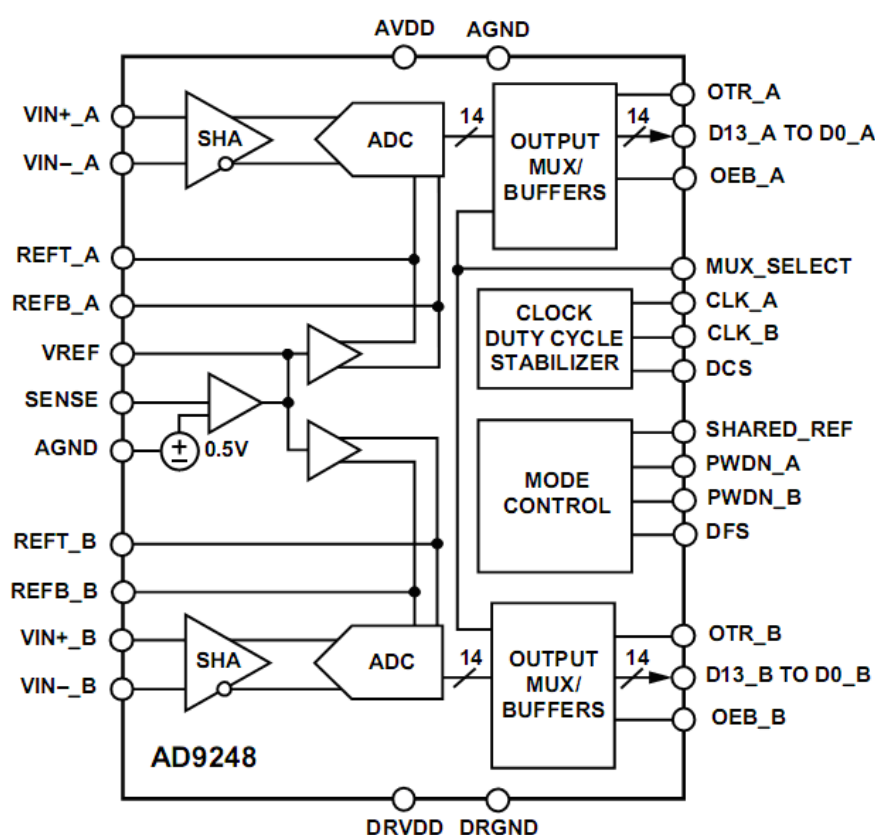 AVDD
AGND
VIN+_A
VIN–_A
SHA
ADC
14
OUTPUT
MUX/
BUFFERS
14
OTR_A
D13_A TO D0_A
OEB_A
REFT_A
REFB_A
VREF
SENSE
AGND
0.5V
MUX_SELECT
CLOCK
DUTY CYCLE
STABILIZER
CLK_A
CLK_B
DCS
MODE
CONTROL
SHARED_REF
PWDN_A
PWDN_B
DFS
REFT_B
REFB_B
VIN+_B
VIN–_B
SHA
ADC
14
OUTPUT
MUX/
BUFFERS
14
OTR_B
D13_B TO D0_B
OEB_B
AD9248
DRVDD
DRGND